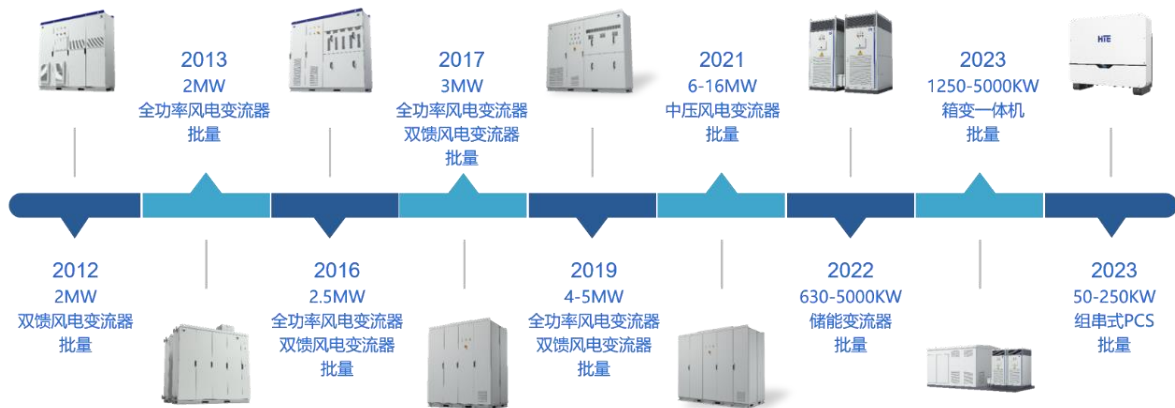 2012
2MW
双馈风电变流器
批量
2013
2MW
全功率风电变流器
批量
2016
2.5MW
全功率风电变流器
双馈风电变流器
批量
2017
3MW
全功率风电变流器
双馈风电变流器
批量
2019
4-5MW
全功率风电变流器
双馈风电变流器
批量
2021
6-16MW
中压风电变流器
批量
2022
630-5000KW
储能变流器
批量
2023
1250-5000KW
箱变一体机
批量
HTE
2023
50-250KW
组串式PCS
批量